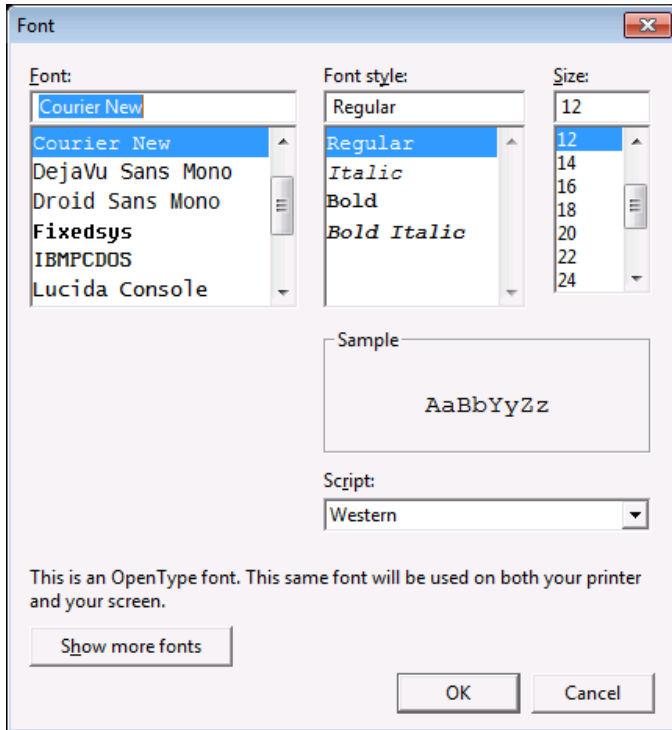 Font
Font: Font style: Size:
Courier New Regular 12
Courier New Regular 12
DejaVu Sans Mono Italic 14
Droid Sans Mono Bold 16
Fixedsys Bold Italic 18
IBMPCDOS 20
Lucida Console 22
24
Sample
AaBbYyZz
Script:
Western
This is an OpenType font. This same font will be used on both your printer
and your screen.
Show more fonts
OK Cancel